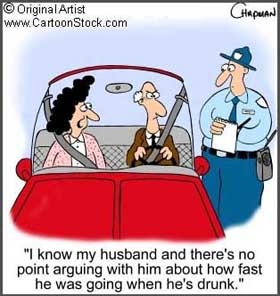 © Original Artist
www.CartoonStock.com
CHAPMAN
"I know my husband and there's no
point arguing with him about how fast
he was going when he's drunk."